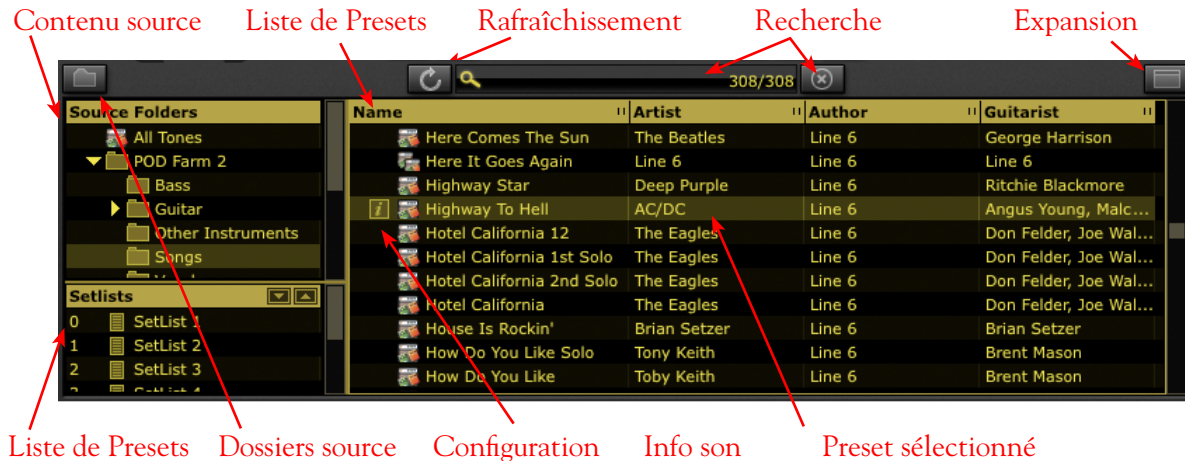 Contenu source Liste de Presets Rafraîchissement Recherche Expansion
308/308
Source Folders
All Tones
POD Farm 2
Bass
Guitar
Other Instruments
Songs
Setlists
0 SetList 1
1 SetList 2
2 SetList 3
Name Artist Author Guitarist
Here Comes The Sun The Beatles Line 6 George Harrison
Here It Goes Again Line 6 Line 6 Line 6
Highway Star Deep Purple Line 6 Ritchie Blackmore
i Highway To Hell AC/DC Line 6 Angus Young, Malc...
Hotel California 12 The Eagles Line 6 Don Felder, Joe Wal...
Hotel California 1st Solo The Eagles Line 6 Don Felder, Joe Wal...
Hotel California 2nd Solo The Eagles Line 6 Don Felder, Joe Wal...
Hotel California The Eagles Line 6 Don Felder, Joe Wal...
House Is Rockin' Brian Setzer Line 6 Brian Setzer
How Do You Like Solo Tony Keith Line 6 Brent Mason
How Do You Like Toby Keith Line 6 Brent Mason
Liste de Presets Dossiers source Configuration Info son Preset sélectionné